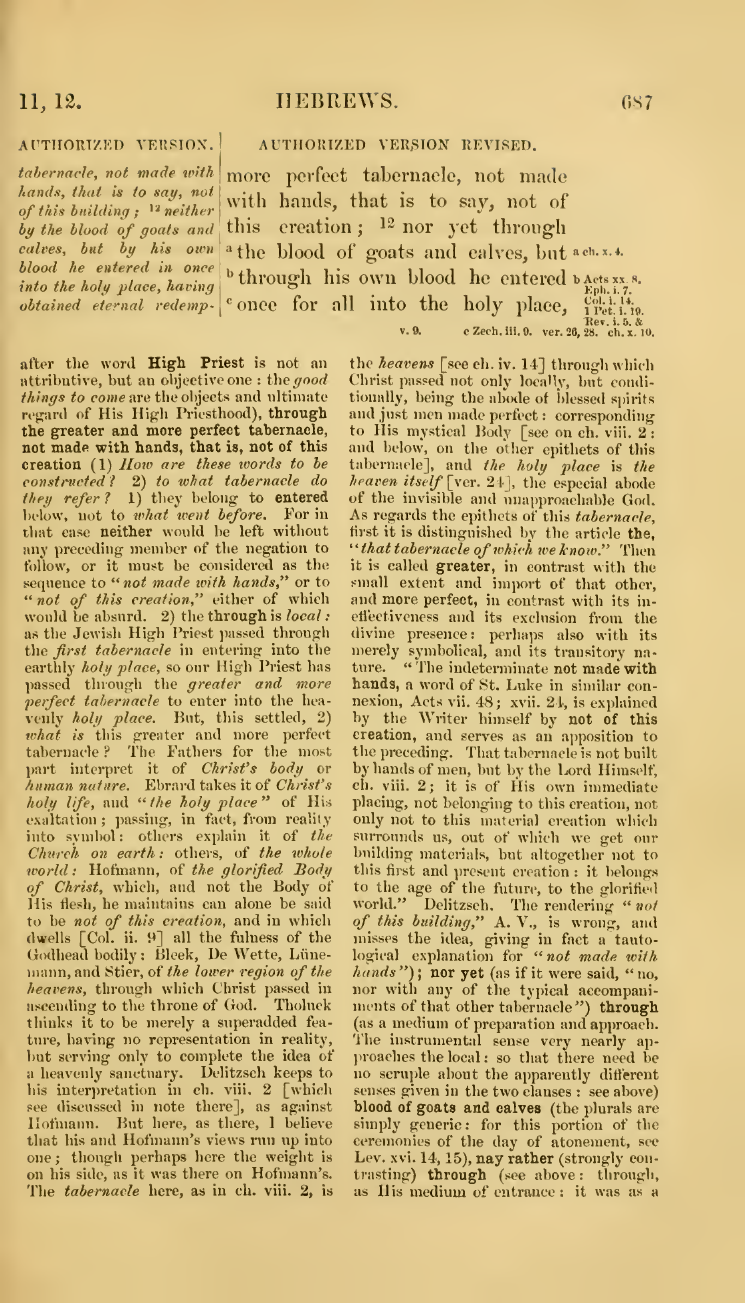 11, 12.
HEBREWS.
687
AUTHORIZED VERSION.
tabernacle, not made with
hands, that is to say, not
of this building ; 12 neither
by the blood of goats and
calves, but by his own
blood he entered in once
into the holy place, having
obtained eternal redemp-
AUTHORIZED VERSION REVISED.
more perfect tabernacle, not made
with hands, that is to say, not of
this creation ; 12 nor yet through
a the blood of goats and calves, but
b through his own blood he entered
c once for all into the holy place,
a ch. x. 4.
b Acts xx. 8.
Eph. i. 7.
Col. i. 14.
1 Pet. i. 19.
Rev. i. 5. &
v. 9. c Zech. iii. 9. ver. 26, 28. ch. x. 10.
after the word High Priest is not an
attributive, but an objective one : the good
things to come are the objects and ultimate
regard of His High Priesthood), through
the greater and more perfect tabernacle,
not made with hands, that is, not of this
creation (1) How are these words to be
constructed ? 2) to what tabernacle do
they refer ? 1) they belong to entered
below, not to what went before. For in
that case neither would be left without
any preceding member of the negation to
follow, or it must be considered as the
sequence to “ not made with hands,” or to
“ not of this creation,” either of which
would be absurd. 2) the through is local :
as the Jewish High Priest passed through
the first tabernacle in entering into the
earthly holy place, so our High Priest has
passed through the greater and more
perfect tabernacle to enter into the hea-
venly holy place. But, this settled, 2)
what is this greater and more perfect
tabernacle ? The Fathers for the most
part interpret it of Christ's body or
human nature. Ebrard takes it of Christ's
holy life, and “the holy place” of His
exaltation ; passing, in fact, from reality
into symbol : others explain it of the
Church on earth : others, of the whole
world : Hofmann, of the glorified Body
of Christ, which, and not the Body of
His flesh, he maintains can alone be said
to be not of this creation, and in which
dwells [Col. ii. 9] all the fulness of the
Godhead bodily : Bleek, De Wette, Lüne-
mann, and Stier, of the lower region of the
heavens, through which Christ passed in
ascending to the throne of God. Tholuck
thinks it to be merely a superadded fea-
ture, having no representation in reality,
but serving only to complete the idea of
a heavenly sanctuary. Delitzsch keeps to
his interpretation in ch. viii. 2 [which
see discussed in note there], as against
Hofmann. But here, as there, I believe
that his and Hofmann's views run up into
one ; though perhaps here the weight is
on his side, as it was there on Hofmann's.
The tabernacle here, as in ch. viii. 2, is
the heavens [see ch. iv. 14] through which
Christ passed not only locally, but condi-
tionally, being the abode of blessed spirits
and just men made perfect : corresponding
to His mystical Body [see on ch. viii. 2 :
and below, on the other epithets of this
tabernacle], and the holy place is the
heaven itself [ver. 24], the especial abode
of the invisible and unapproachable God.
As regards the epithets of this tabernacle,
first it is distinguished by the article the,
“that tabernacle of which we know.” Then
it is called greater, in contrast with the
small extent and import of that other,
and more perfect, in contrast with its in-
effectiveness and its exclusion from the
divine presence : perhaps also with its
merely symbolical, and its transitory na-
ture. “ The indeterminate not made with
hands, a word of St. Luke in similar con-
nexion, Acts vii. 48 ; xvii. 24, is explained
by the Writer himself by not of this
creation, and serves as an apposition to
the preceding. That tabernacle is not built
by hands of men, but by the Lord Himself,
ch. viii. 2 ; it is of His own immediate
placing, not belonging to this creation, not
only not to this material creation which
surrounds us, out of which we get our
building materials, but altogether not to
this first and present creation : it belongs
to the age of the future, to the glorified
world.” Delitzsch. The rendering “ not
of this building,” A. V., is wrong, and
misses the idea, giving in fact a tauto-
logical explanation for “ not made with
hands ”) ; nor yet (as if it were said, “ no,
nor with any of the typical accompani-
ments of that other tabernacle ”) through
(as a medium of preparation and approach.
The instrumental sense very nearly ap-
proaches the local : so that there need be
no scruple about the apparently different
senses given in the two clauses : see above)
blood of goats and calves (the plurals are
simply generic : for this portion of the
ceremonies of the day of atonement, see
Lev. xvi. 14, 15), nay rather (strongly con-
trasting) through (see above : through,
as His medium of entrance : it was as a